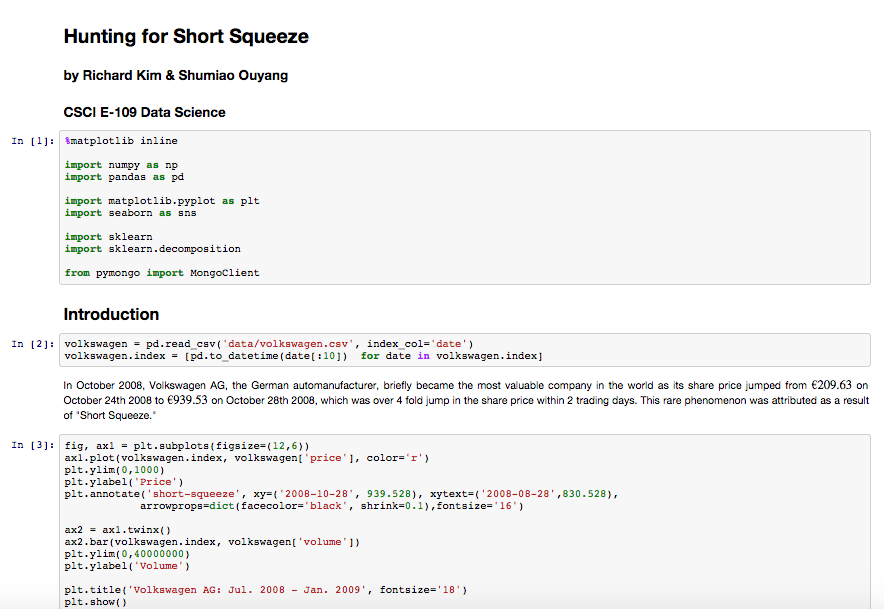 Hunting for Short Squeeze
by Richard Kim & Shumiao Ouyang
CSCI E-109 Data Science
In [1]: %matplotlib inline
import numpy as np
import pandas as pd
import matplotlib.pyplot as plt
import seaborn as sns
import sklearn
import sklearn.decomposition
from pymongo import MongoClient
Introduction
In [2]: volkswagen = pd.read_csv('data/volkswagen.csv', index_col='date')
volkswagen.index = [pd.to_datetime(date[:10])  for date in volkswagen.index]
In October 2008, Volkswagen AG, the German automanufacturer, briefly became the most valuable company in the world as its share price jumped from €209.63 on
October 24th 2008 to €939.53 on October 28th 2008, which was over 4 fold jump in the share price within 2 trading days. This rare phenomenon was attributed as a result
of "Short Squeeze."
In [3]: fig, ax1 = plt.subplots(figsize=(12,6))
ax1.plot(volkswagen.index, volkswagen['price'], color='r')
plt.ylim(0,1000)
plt.ylabel('Price')
plt.annotate('short-squeeze', xy=('2008-10-28', 939.528), xytext=('2008-08-28',830.528),
arrowprops=dict(facecolor='black', shrink=0.1),fontsize='16')
ax2 = ax1.twinx()
ax2.bar(volkswagen.index, volkswagen['volume'])
plt.ylim(0,40000000)
plt.ylabel('Volume')
plt.title('Volkswagen AG: Jul. 2008 - Jan. 2009', fontsize='18')
plt.show()